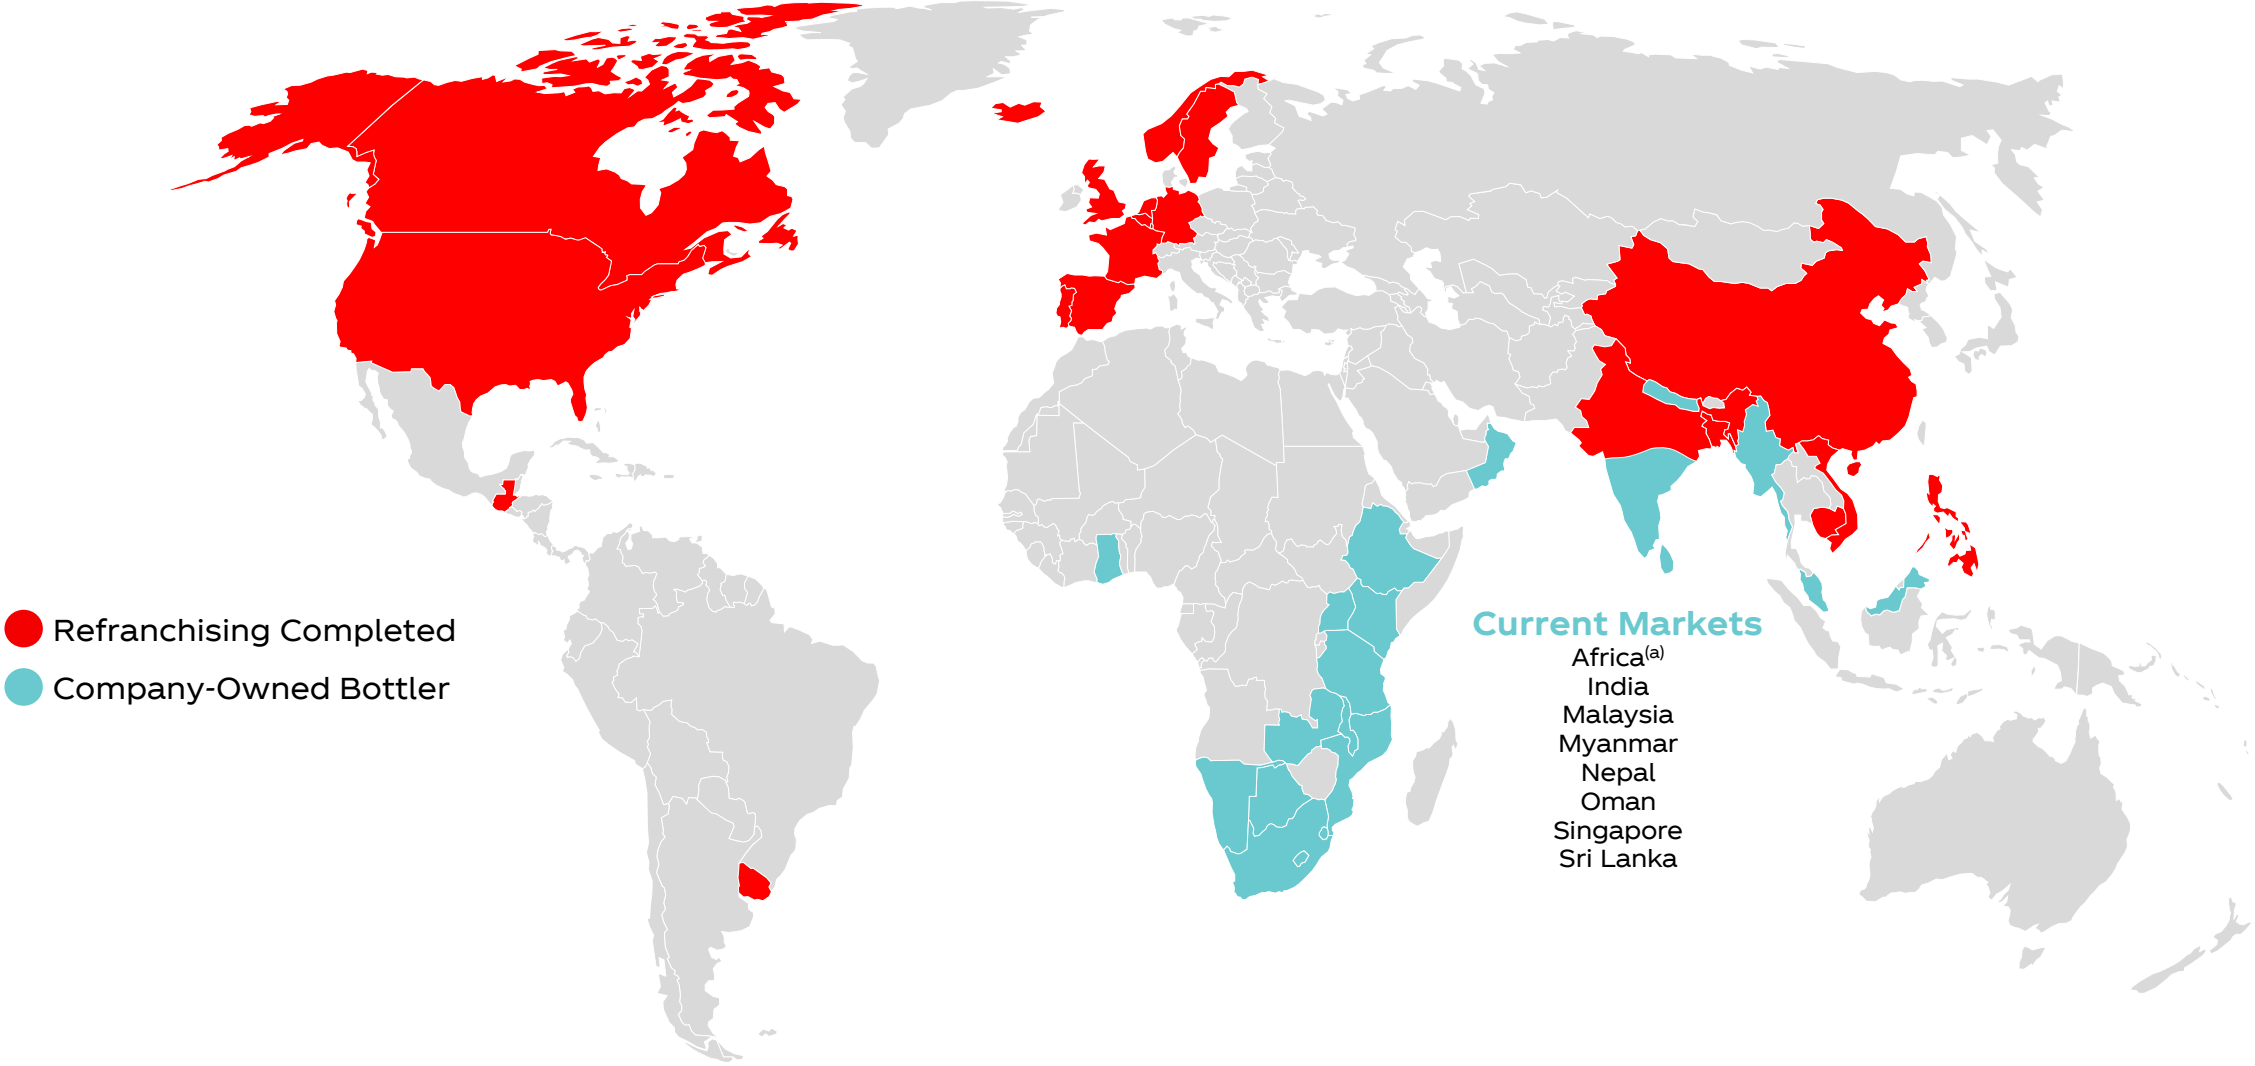 Refranchising Completed
Company-Owned Bottler
Current Markets
Africa(a)
India
Malaysia
Myanmar
Nepal
Oman
Singapore
Sri Lanka